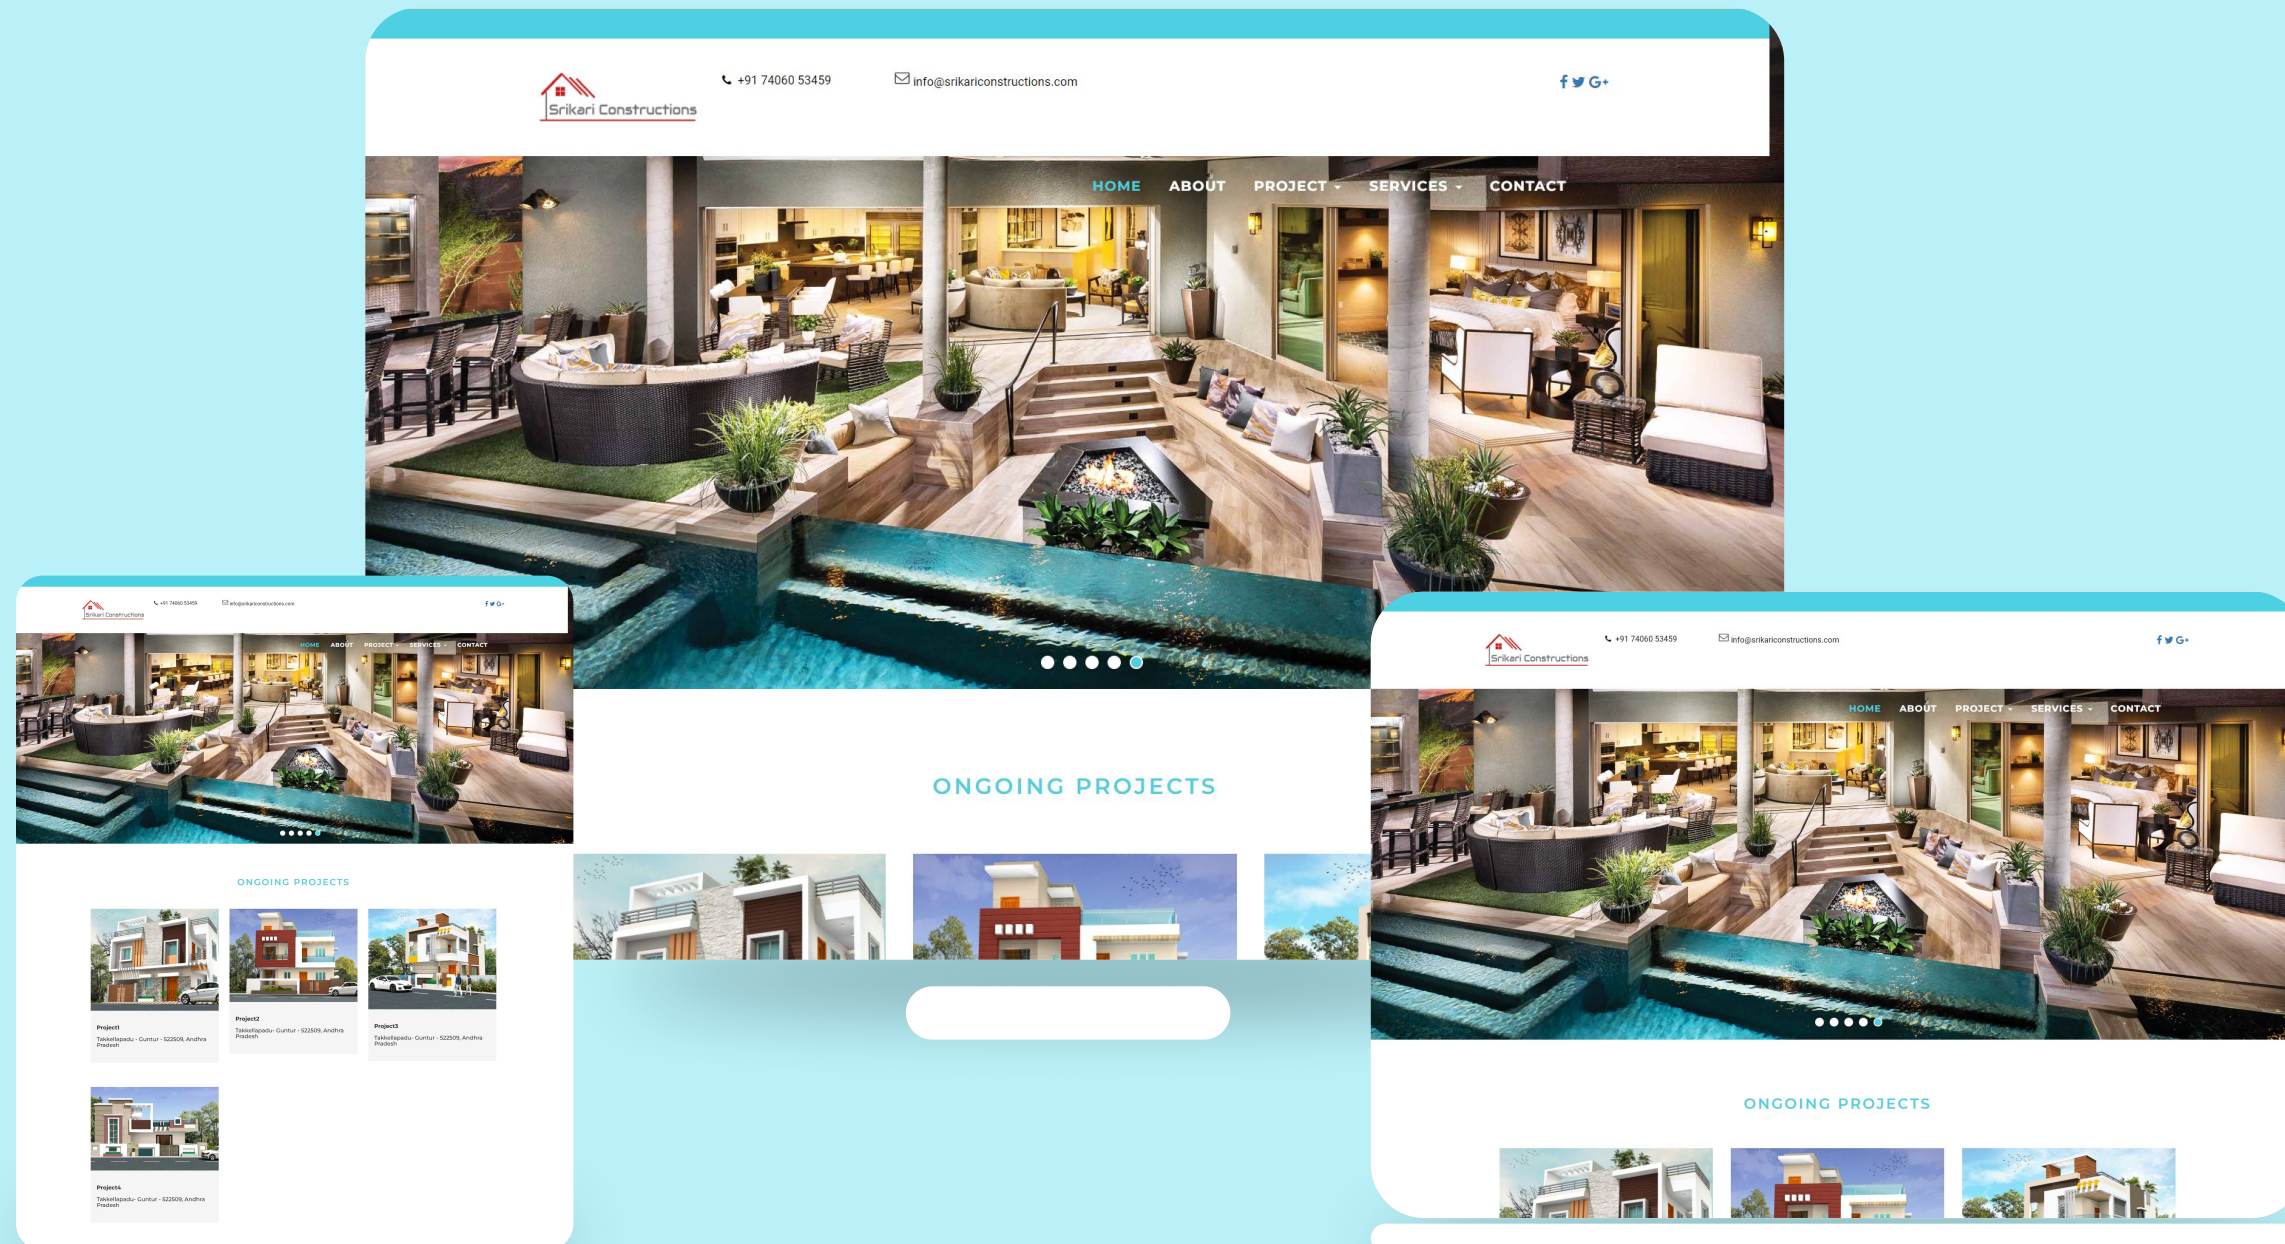 +91 74060 53459
info@srikariconstructions.com
Srikari Constructions
HOME ABOUT PROJECT SERVICES CONTACT
ONGOING PROJECTS
+91 74060 53459
info@srikariconstructions.com
Srikari Constructions
HOME ABOUT PROJECT SERVICES CONTACT
ONGOING PROJECTS
Project1
Takkellapadu - Guntur - 522509, Andhra
Pradesh
Project2
Takkellapadu- Guntur - 522509, Andhra
Pradesh
Project3
Takkellapadu- Guntur - 522509, Andhra
Pradesh
Project4
Takkellapadu- Guntur - 522509, Andhra
Pradesh
+91 74060 53459
info@srikariconstructions.com
Srikari Constructions
HOME ABOUT PROJECT SERVICES CONTACT
ONGOING PROJECTS